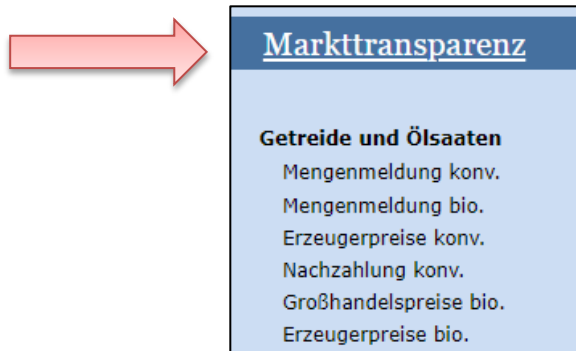 Markttransparenz
Getreide und Ölsaaten
Mengenmeldung konv.
Mengenmeldung bio.
Erzeugerpreise konv.
Nachzahlung konv.
Großhandelspreise bio.
Erzeugerpreise bio.